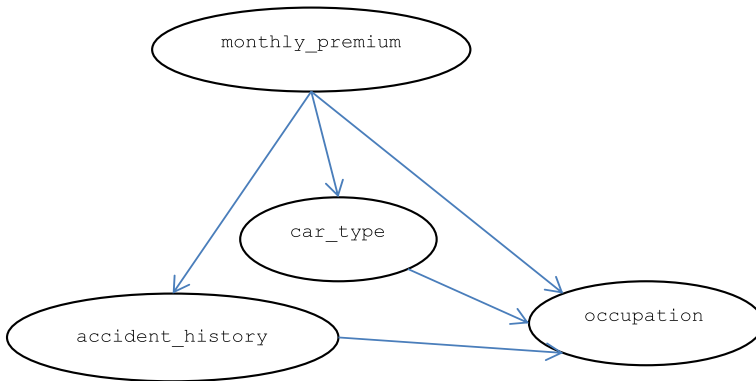 monthly_premium
car_type
occupation
accident_history